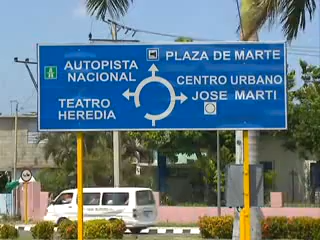 PLAZA DE MARTE
AUTOPISTA
NACIONAL
CENTRO URBANO
JOSE MARTI
TEATRO
HEREDIA